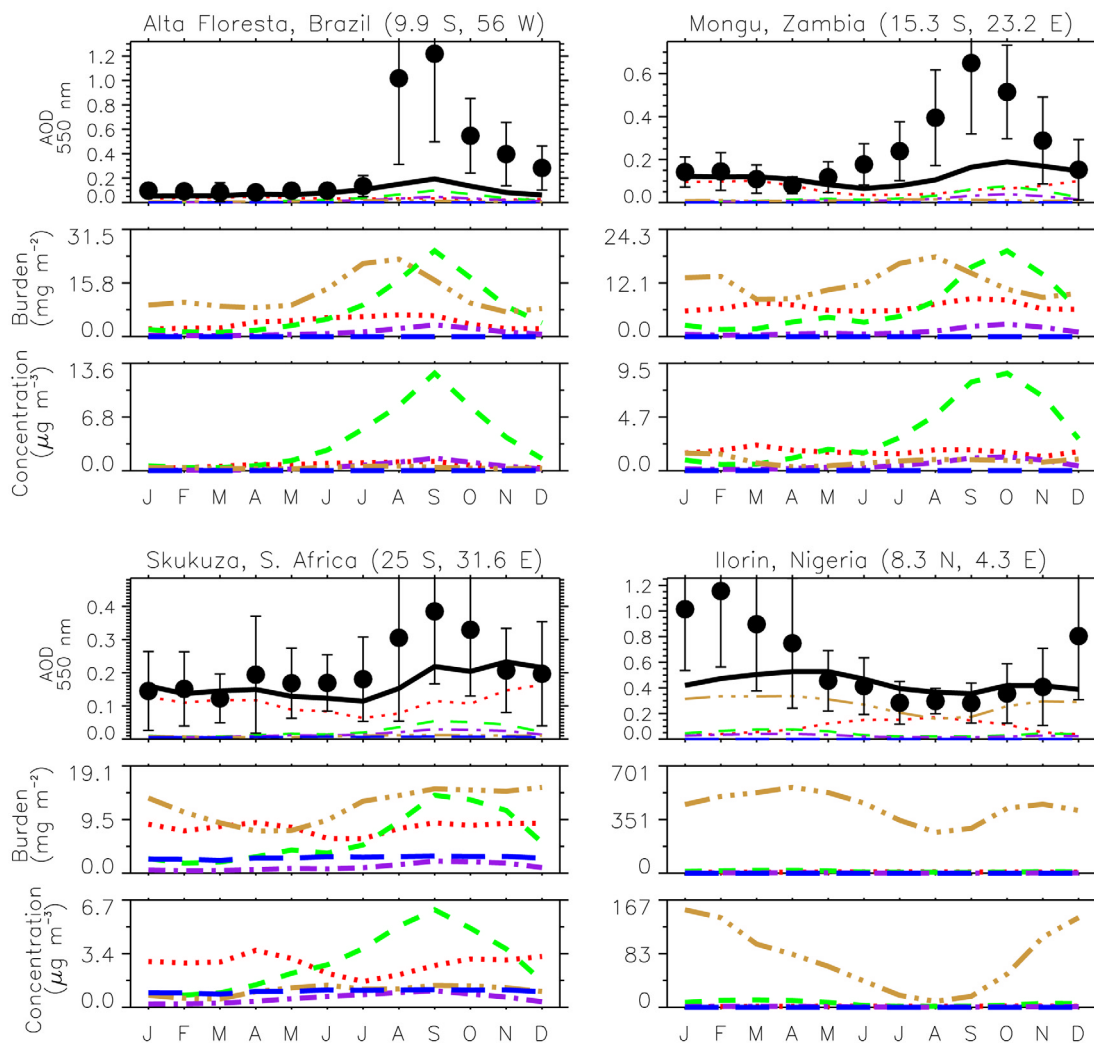 Alta Floresta, Brazil (9.9 S, 56 W)
AOD
550 nm
1.2
1.0
0.8
0.6
0.4
0.2
0.0
Burden
(mg m⁻²)
31.5
15.8
0.0
Concentration
(μg m⁻³)
13.6
6.8
0.0
J F M A M J J A S O N D
Mongu, Zambia (15.3 S, 23.2 E)
0.6
0.4
0.2
0.0
24.3
12.1
0.0
9.5
4.7
0.0
J F M A M J J A S O N D
Skukuza, S. Africa (25 S, 31.6 E)
AOD
550 nm
0.4
0.3
0.2
0.1
0.0
Burden
(mg m⁻²)
19.1
9.5
0.0
Concentration
(μg m⁻³)
6.7
3.4
0.0
J F M A M J J A S O N D
Ilorin, Nigeria (8.3 N, 4.3 E)
1.2
1.0
0.8
0.6
0.4
0.2
0.0
701
351
0
167
83
0
J F M A M J J A S O N D